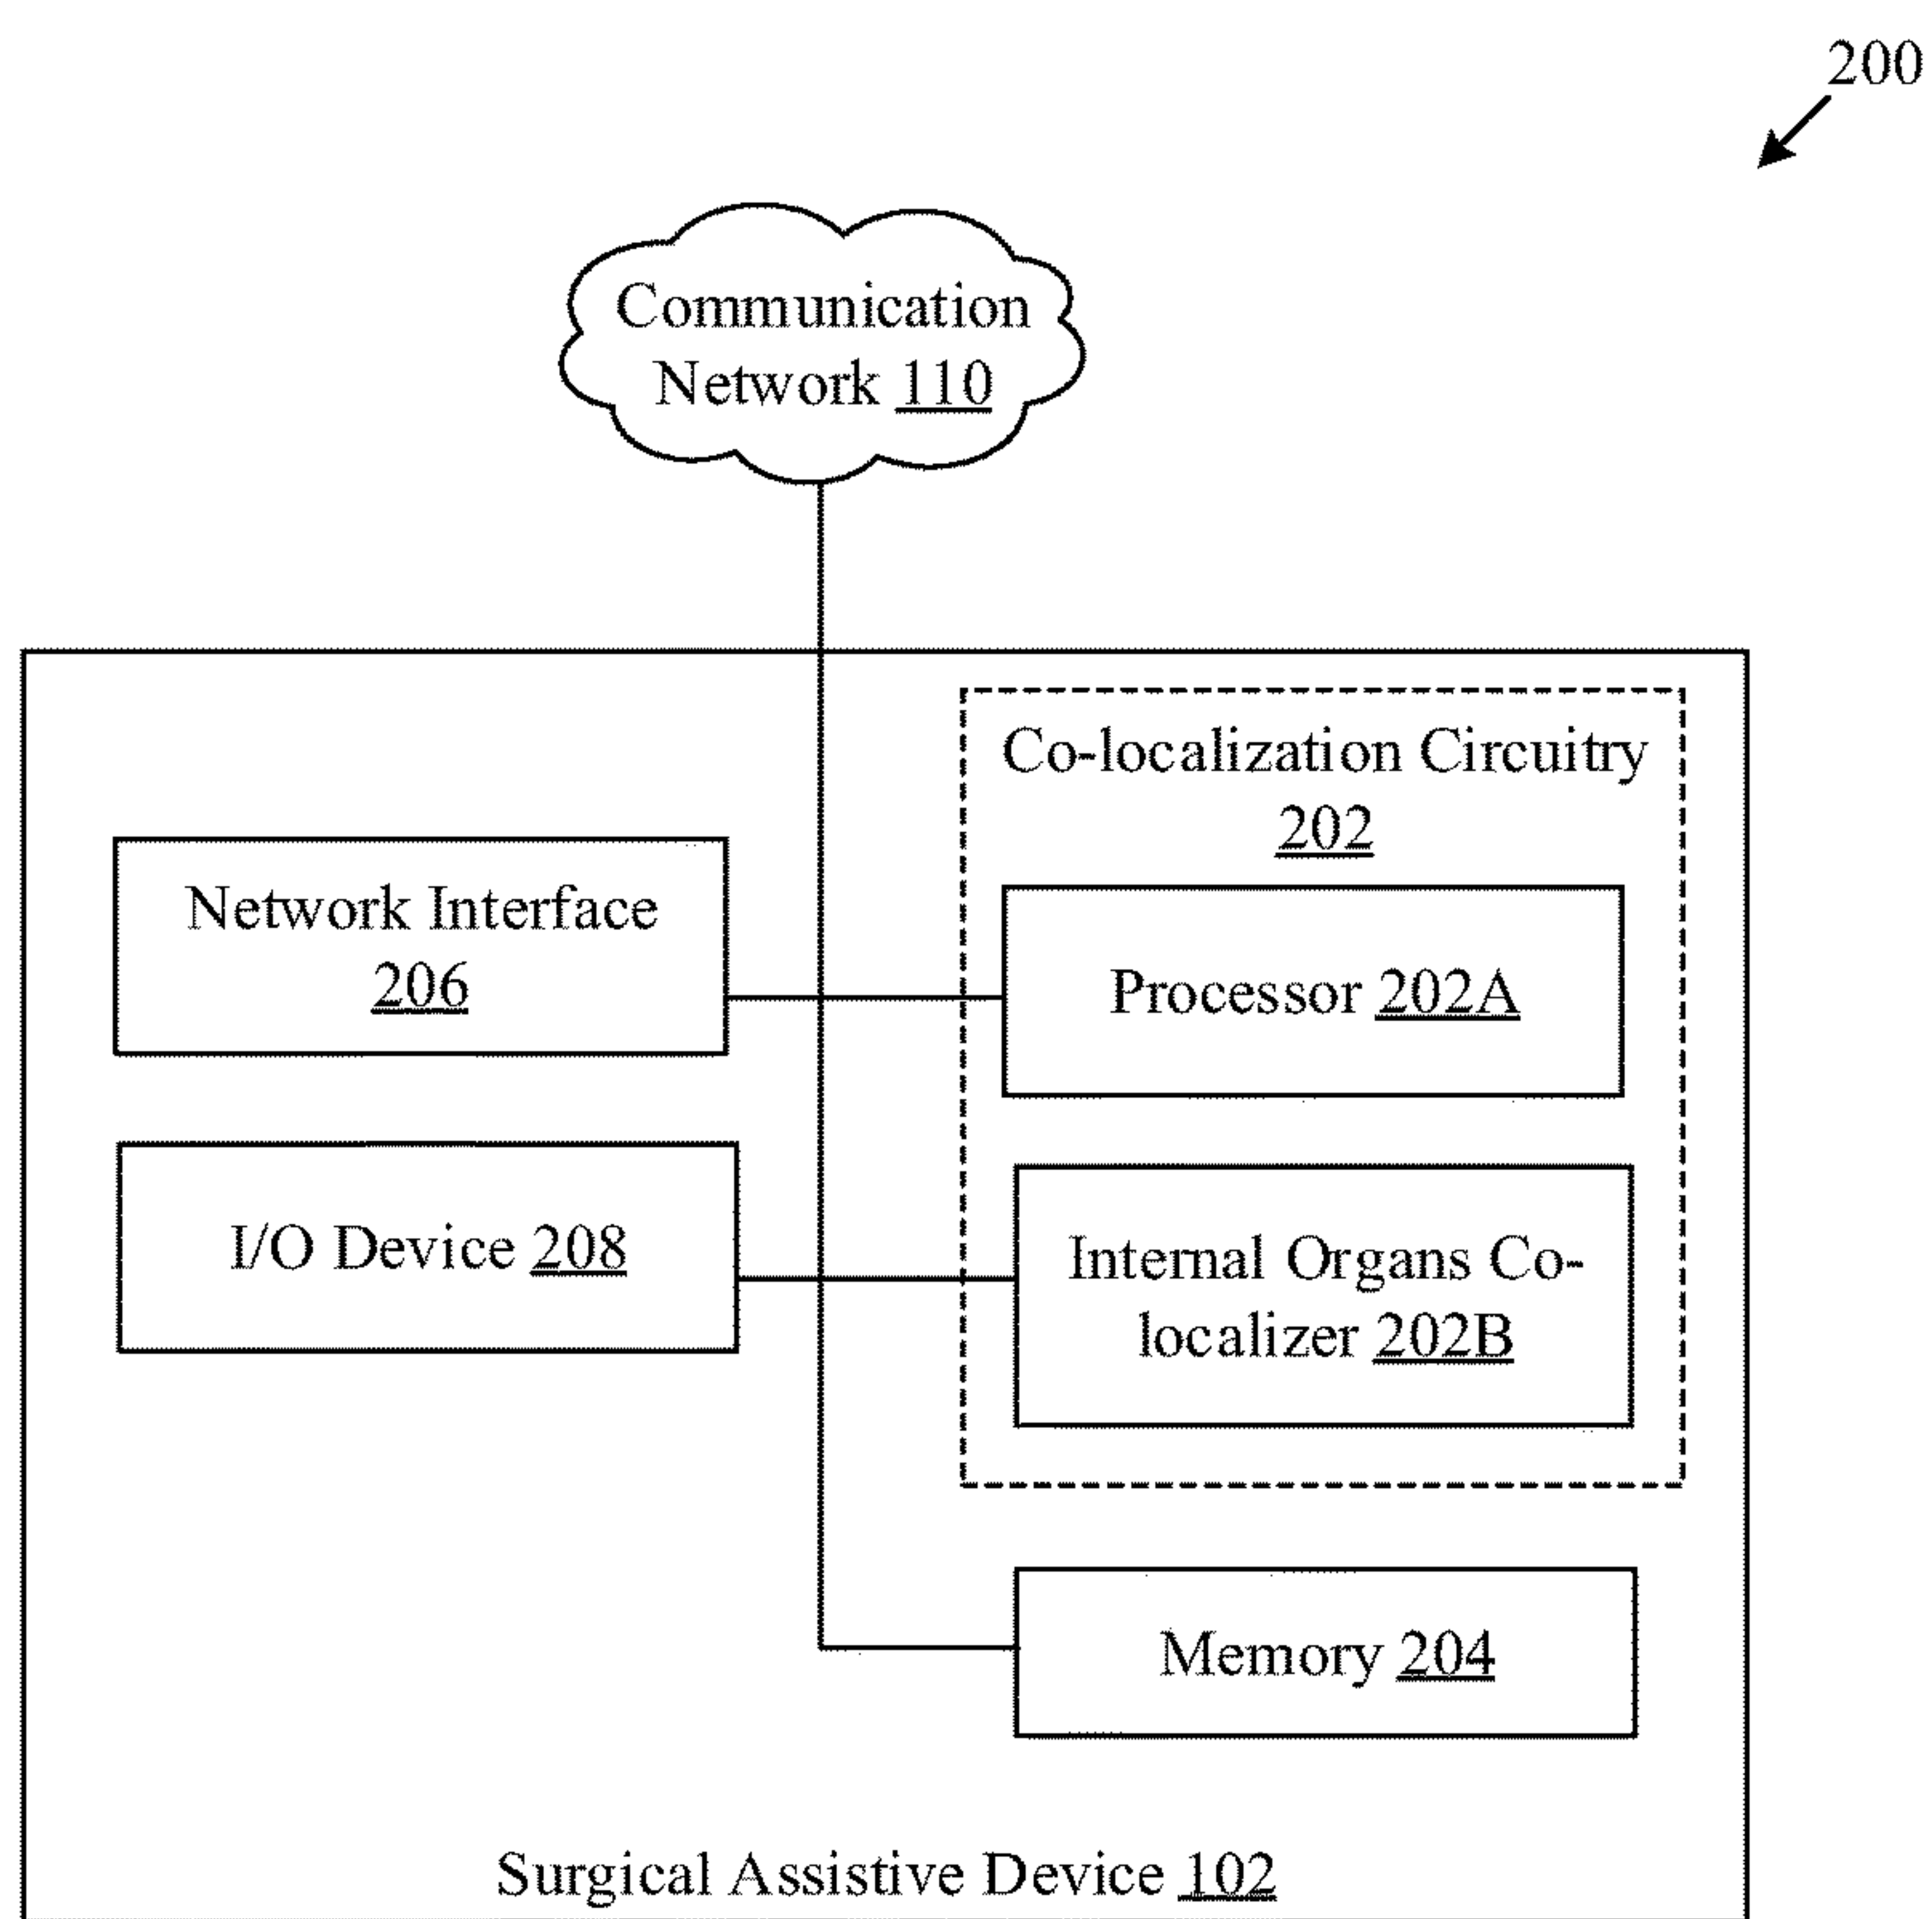 200
Communication
Network 110
Co-localization Circuitry
202
Network Interface
206
Processor 202A
I/O Device 208
Internal Organs Co-
localizer 202B
Memory 204
Surgical Assistive Device 102